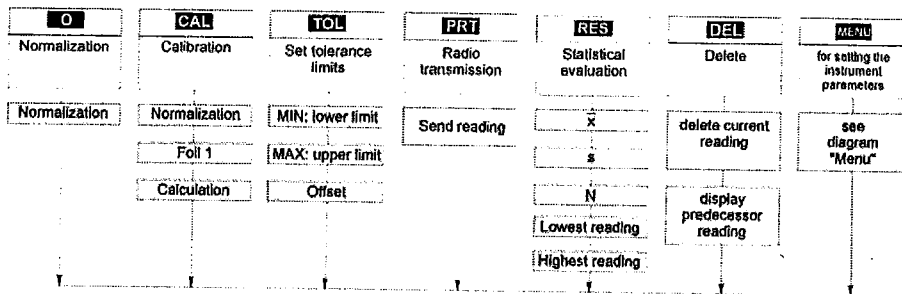 O
Normalization
Normalization
CAL
Calibration
Normalization
Foil 1
Calculation
TOL
Set tolerance
limits
MIN: lower limit
MAX: upper limit
Offset
PRT
Radio
transmission
Send reading
RES
Statistical
evaluation
x̂
s
N
Lowest reading
Highest reading
DEL
Delete
delete current
reading
display
predecessor
reading
MENU
for setting the
instrument
parameters
see
diagram
"Menu"